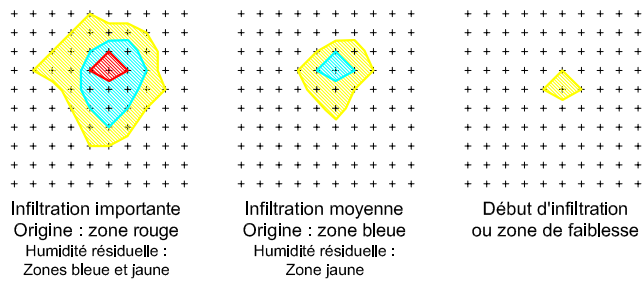 Infiltration importante
Origine : zone rouge
Humidité résiduelle :
Zones bleue et jaune
Infiltration moyenne
Origine : zone bleue
Humidité résiduelle :
Zone jaune
Début d'infiltration
ou zone de faiblesse